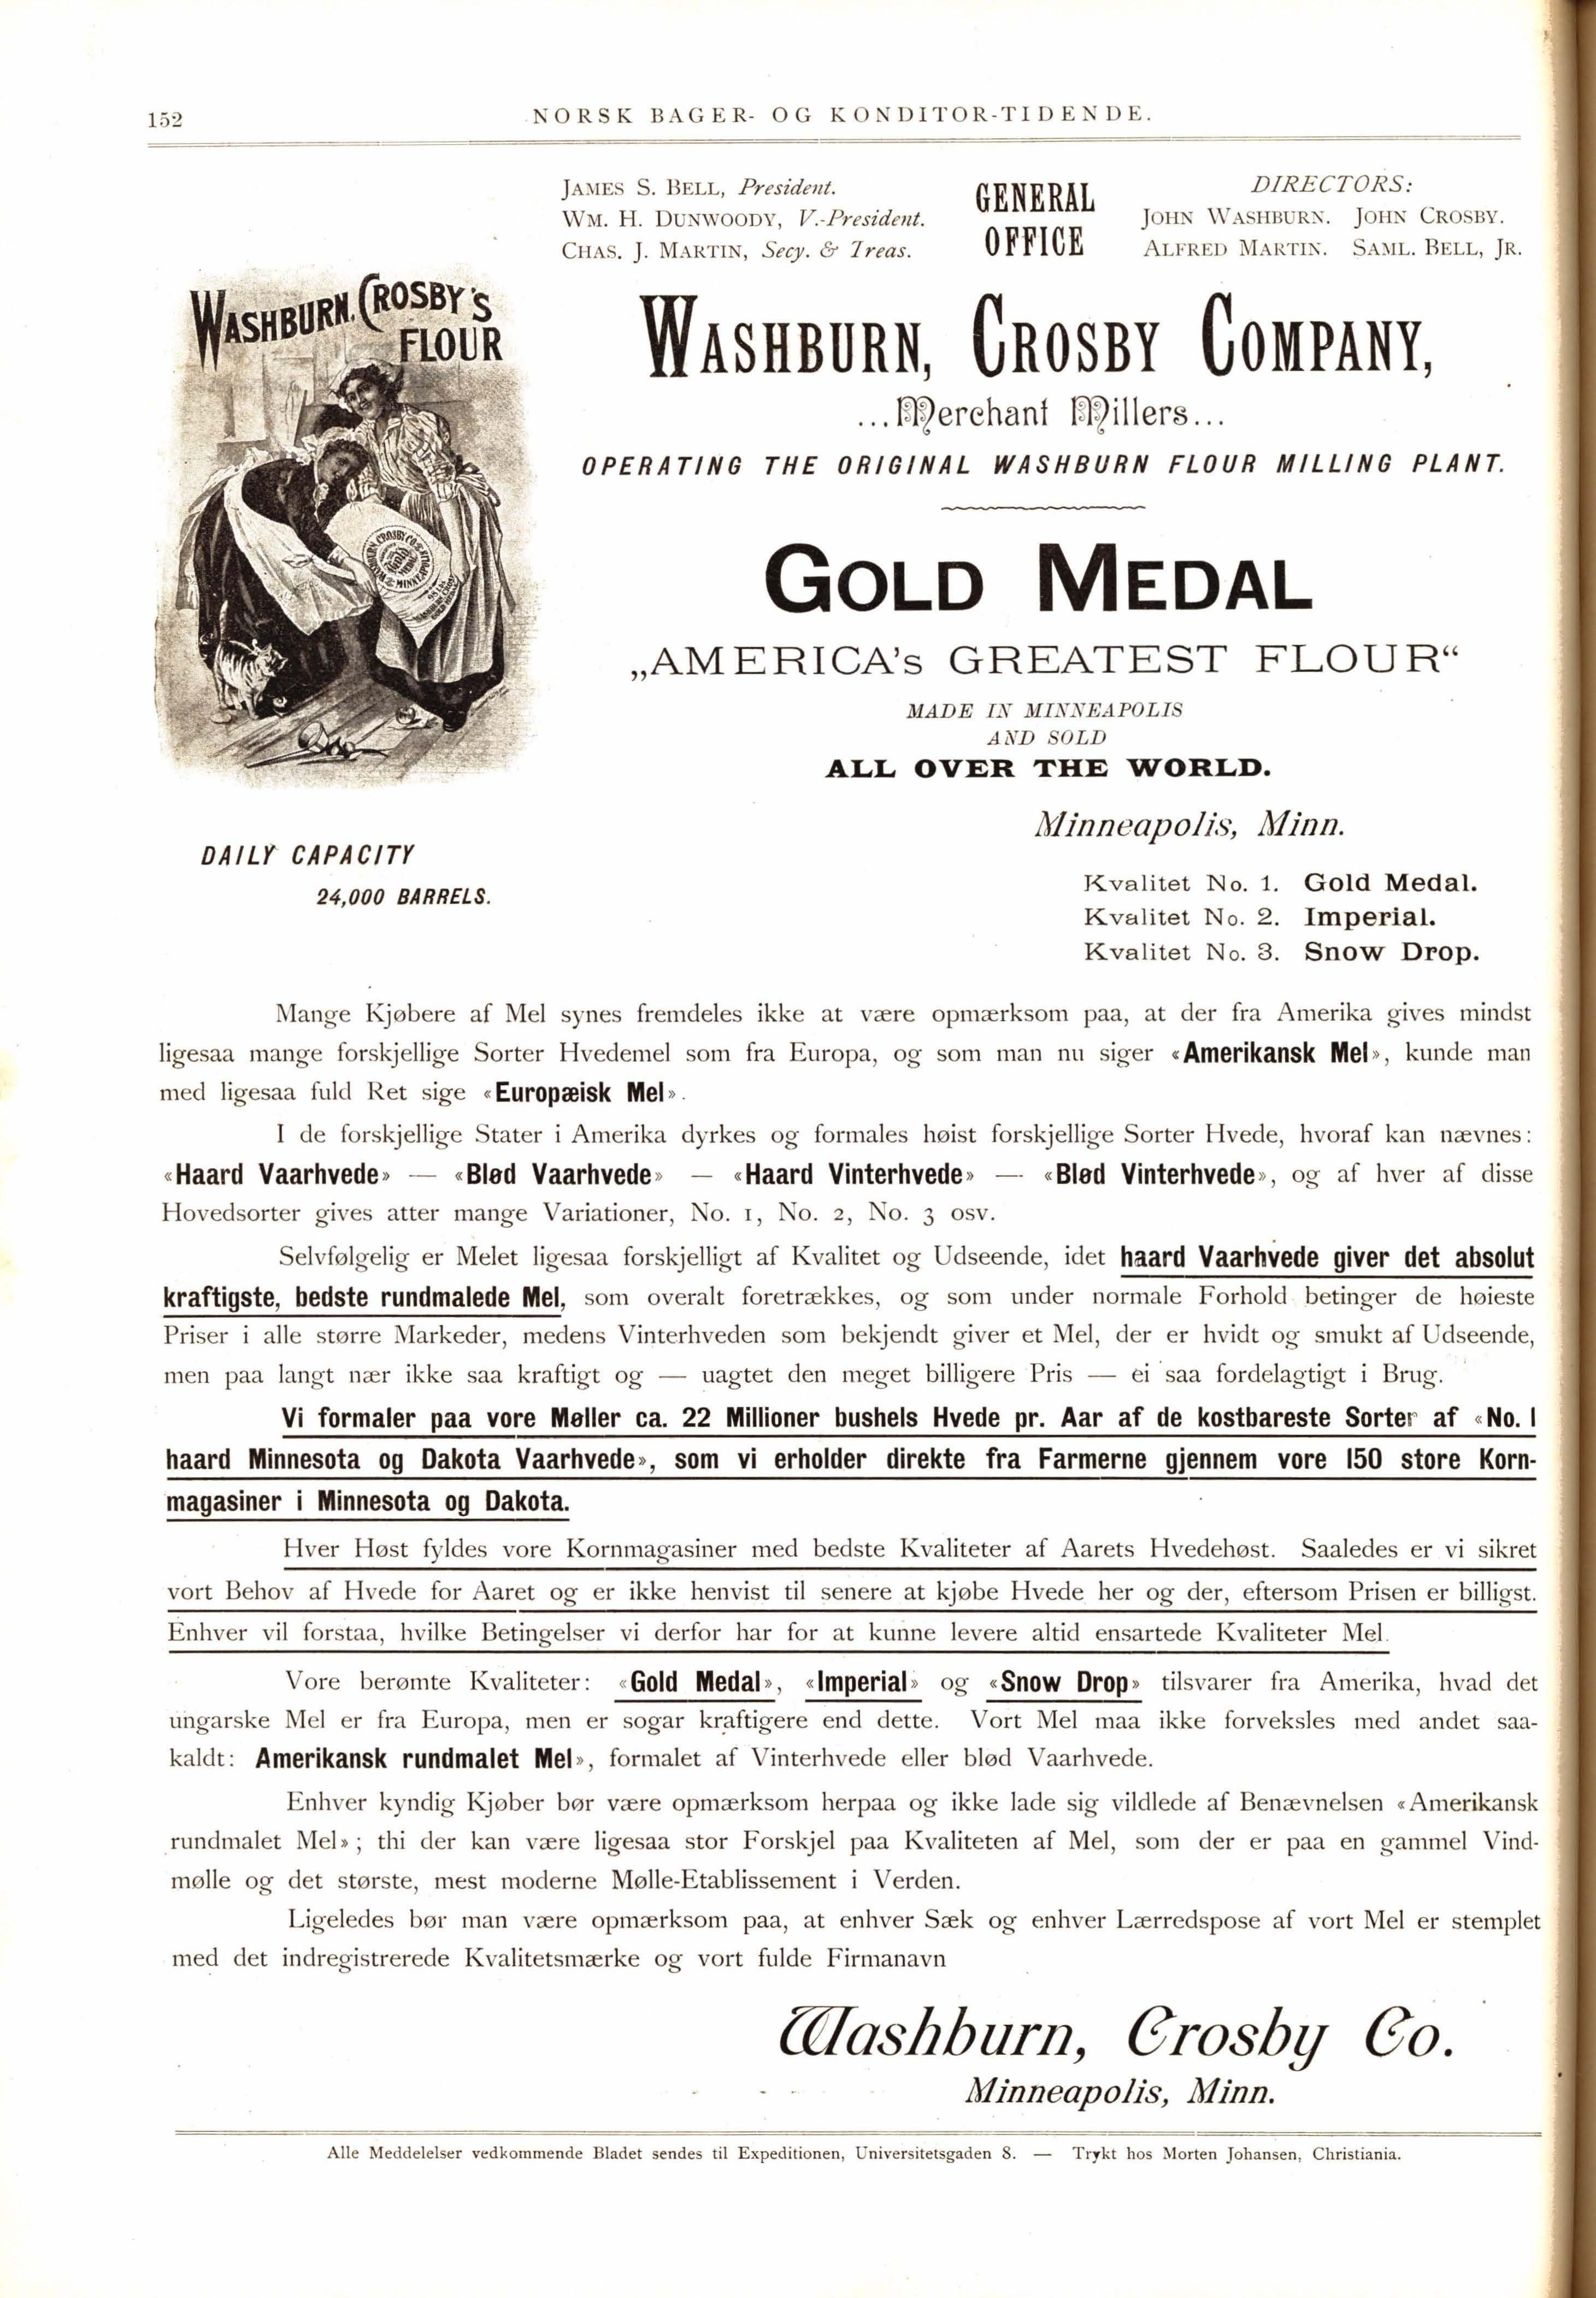 152
NORSK BAGER- OG KONDITOR-TIDENDE.
JAMES S. BELL, President.
WM. H. DUNWOODY, V.-President.
CHAS. J. MARTIN, Secy. & Treas.
GENERAL
OFFICE
DIRECTORS:
JOHN WASHBURN. JOHN CROSBY.
ALFRED MARTIN. SAML. BELL, JR.
WASHBURN, CROSBY'S
FLOUR
WASHBURN, CROSBY COMPANY,
...Merchant Millers...
OPERATING THE ORIGINAL WASHBURN FLOUR MILLING PLANT.
GOLD MEDAL
„AMERICA's GREATEST FLOUR“
MADE IN MINNEAPOLIS
AND SOLD
ALL OVER THE WORLD.
Minneapolis, Minn.
DAILY CAPACITY
24,000 BARRELS.
Kvalitet No. 1. Gold Medal.
Kvalitet No. 2. Imperial.
Kvalitet No. 3. Snow Drop.
Mange Kjøbere af Mel synes fremdeles ikke at være opmærksom paa, at der fra Amerika gives mindst
ligesaa mange forskjellige Sorter Hvedemel som fra Europa, og som man nu siger «Amerikansk Mel», kunde man
med ligesaa fuld Ret sige «Europæisk Mel».
I de forskjellige Stater i Amerika dyrkes og formales høist forskjellige Sorter Hvede, hvoraf kan nævnes:
«Haard Vaarhvede» — «Blød Vaarhvede» — «Haard Vinterhvede» — «Blød Vinterhvede», og af hver af disse
Hovedsorter gives atter mange Variationer, No. 1, No. 2, No. 3 osv.
Selvfølgelig er Melet ligesaa forskjelligt af Kvalitet og Udseende, idet haard Vaarhvede giver det absolut
kraftigste, bedste rundmalede Mel, som overalt foretrækkes, og som under normale Forhold betinger de høieste
Priser i alle større Markeder, medens Vinterhveden som bekjendt giver et Mel, der er hvidt og smukt af Udseende,
men paa langt nær ikke saa kraftigt og — uagtet den meget billigere Pris — ei saa fordelagtigt i Brug.
Vi formaler paa vore Møller ca. 22 Millioner bushels Hvede pr. Aar af de kostbareste Sorter af «No. 1
haard Minnesota og Dakota Vaarhvede», som vi erholder direkte fra Farmerne gjennem vore 150 store Korn-
magasiner i Minnesota og Dakota.
Hver Høst fyldes vore Kornmagasiner med bedste Kvaliteter af Aarets Hvedehøst. Saaledes er vi sikret
vort Behov af Hvede for Aaret og er ikke henvist til senere at kjøbe Hvede her og der, eftersom Prisen er billigst.
Enhver vil forstaa, hvilke Betingelser vi derfor har for at kunne levere altid ensartede Kvaliteter Mel.
Vore berømte Kvaliteter: «Gold Medal», «Imperial» og «Snow Drop» tilsvarer fra Amerika, hvad det
ungarske Mel er fra Europa, men er sogar kraftigere end dette. Vort Mel maa ikke forveksles med andet saa-
kaldt: Amerikansk rundmalet Mel», formalet af Vinterhvede eller blød Vaarhvede.
Enhver kyndig Kjøber bør være opmærksom herpaa og ikke lade sig vildlede af Benævnelsen «Amerikansk
rundmalet Mel»; thi der kan være ligesaa stor Forskjel paa Kvaliteten af Mel, som der er paa en gammel Vind-
mølle og det største, mest moderne Mølle-Etablissement i Verden.
Ligeledes bør man være opmærksom paa, at enhver Sæk og enhver Lærredspose af vort Mel er stemplet
med det indregistrerede Kvalitetsmærke og vort fulde Firmanavn
Washburn, Crosby Co.
Minneapolis, Minn.
Alle Meddelelser vedkommende Bladet sendes til Expeditionen, Universitetsgaden 8. — Trykt hos Morten Johansen, Christiania.